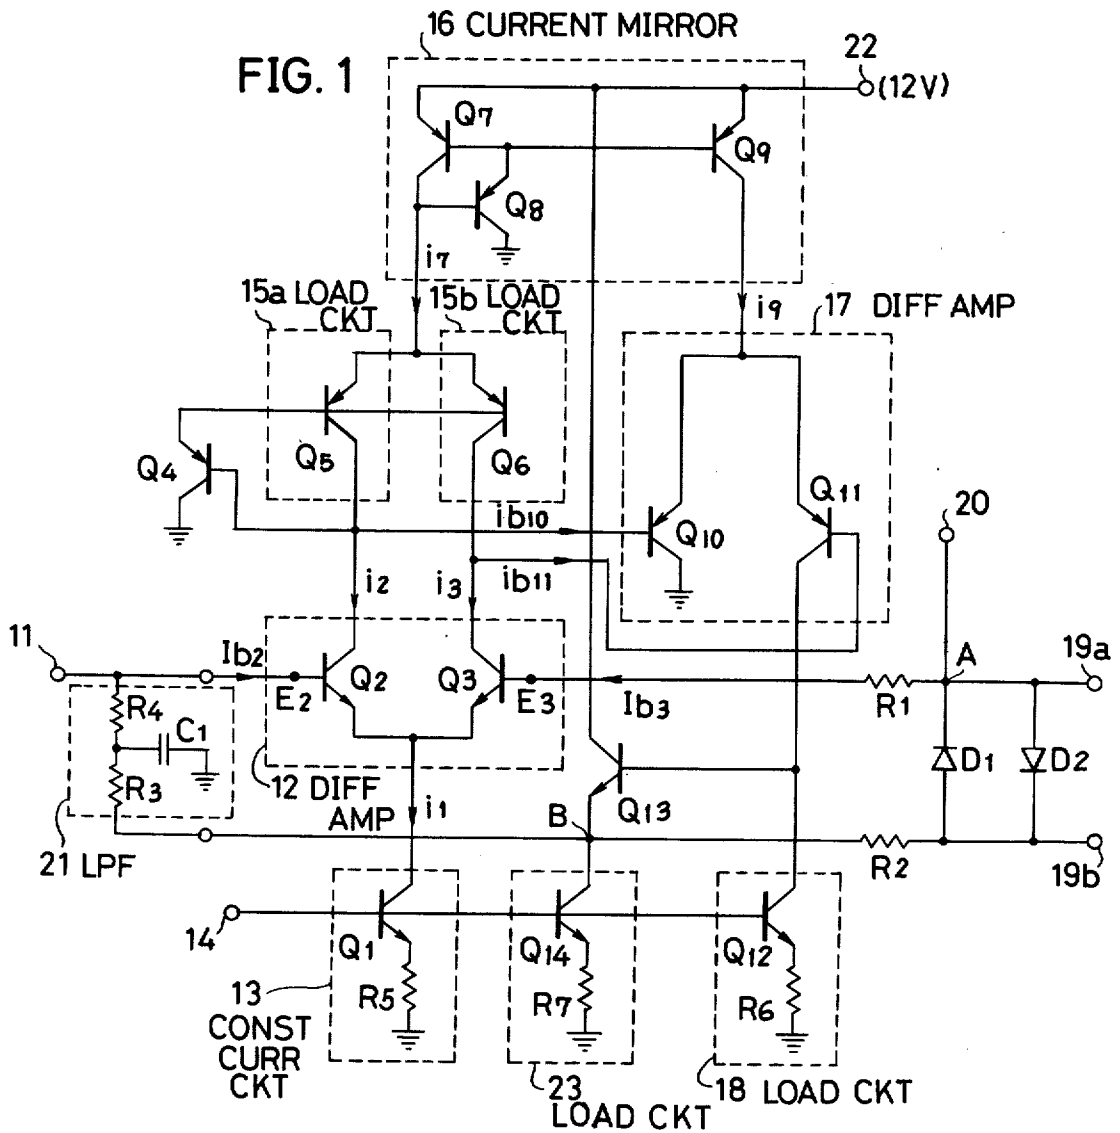 16 CURRENT MIRROR
FIG. 1
22
(12V)
Q7
Q9
Q8
i7
i9
15a LOAD
CKT
15b LOAD
CKT
17 DIFF AMP
Q4
Q5
Q6
Q11
20
ib10
Q10
ib11
i2
i3
11
Ib2
19a
A
Q2
Q3
E2
E3
Ib3
R1
R4
C1
R3
D1
D2
12 DIFF
AMP
i1
Q13
B
21 LPF
R2
19b
14
Q1
Q14
Q12
R5
R7
R6
13
CONST
CURR
CKT
23
LOAD CKT
18 LOAD CKT